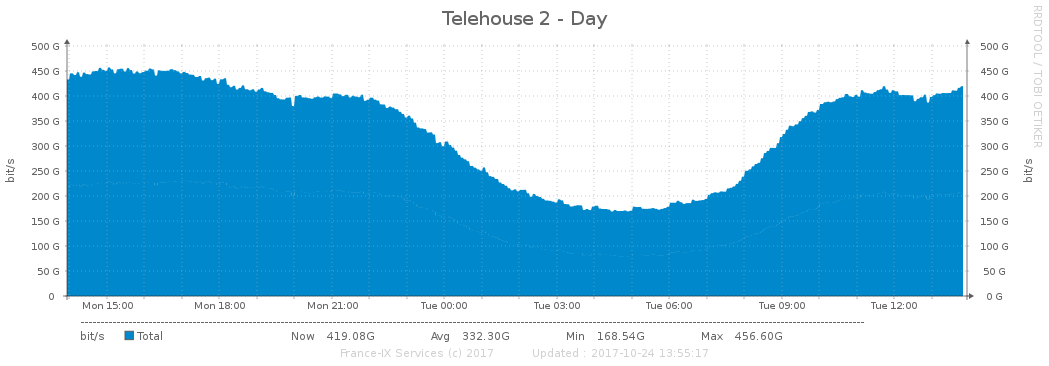 Telehouse 2 - Day
RRDTOOL / TOBI OETIKER
bit/s
500 G 500 G
450 G 450 G
400 G 400 G
350 G 350 G
300 G 300 G
250 G 250 G
200 G 200 G
150 G 150 G
100 G 100 G
50 G 50 G
0 0 G
bit/s
Mon 15:00 Mon 18:00 Mon 21:00 Tue 00:00 Tue 03:00 Tue 06:00 Tue 09:00 Tue 12:00
bit/s Total Now 419.08G Avg 332.30G Min 168.54G Max 456.60G
France-IX Services (c) 2017 Updated : 2017-10-24 13:55:17